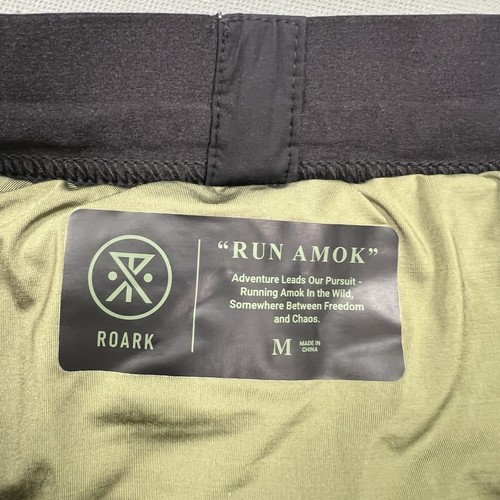 ROARK
“RUN AMOK”
Adventure Leads Our Pursuit -
Running Amok In the Wild,
Somewhere Between Freedom
and Chaos.
M MADE IN
CHINA